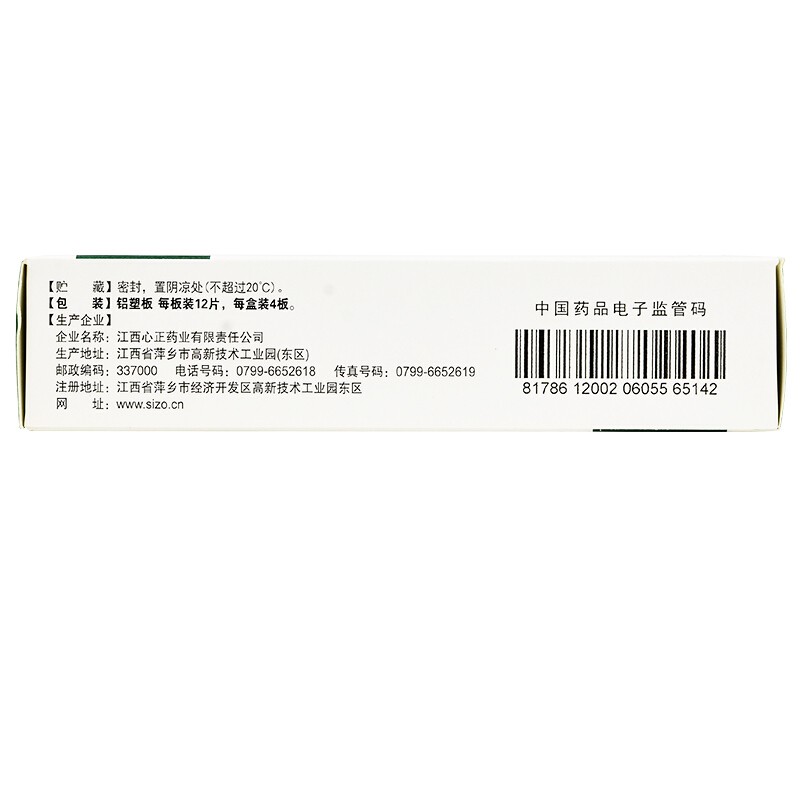 【贮　　藏】密封，置阴凉处(不超过20℃)。
【包　　装】铝塑板 每板装12片，每盒装4板。
【生产企业】
企业名称：江西心正药业有限责任公司
生产地址：江西省萍乡市高新技术工业园(东区)
邮政编码：337000　电话号码：0799-6652618　传真号码：0799-6652619
注册地址：江西省萍乡市经济开发区高新技术工业园东区
网　　址：www.sizo.cn
中国药品电子监管码
81786 12002 06055 65142